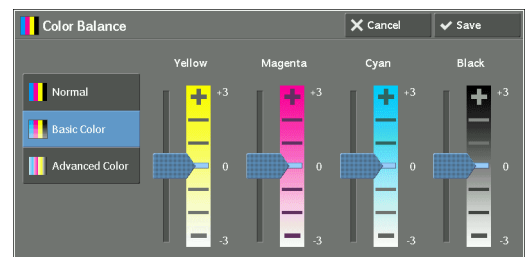 Color Balance
Cancel
Save
Yellow
Magenta
Cyan
Black
Normal
Basic Color
Advanced Color
+3
0
-3
+3
0
-3
+3
0
-3
+3
0
-3